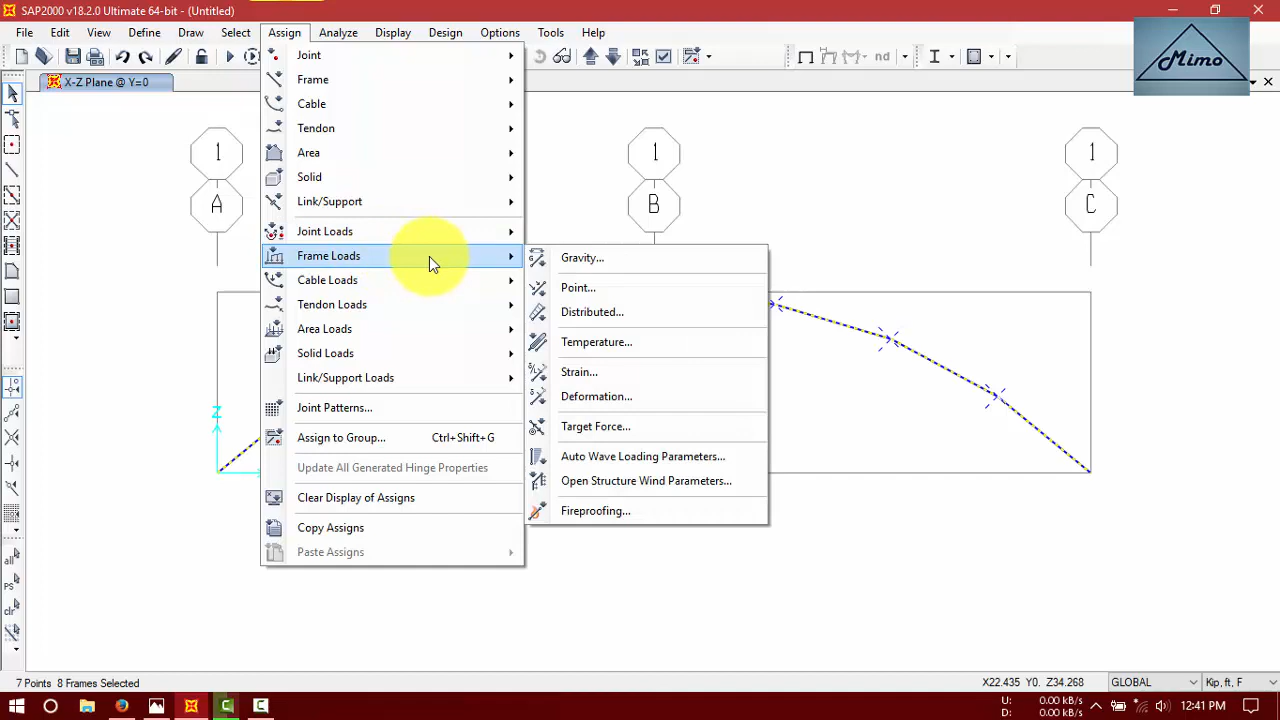 SAP2000 v18.2.0 Ultimate 64-bit - (Untitled)
File Edit View Define Draw Select Assign Analyze Display Design Options Tools Help
X-Z Plane @ Y=0
Mimo
Joint
Frame
Cable
Tendon
Area
Solid
Link/Support
Joint Loads
Frame Loads
Cable Loads
Tendon Loads
Area Loads
Solid Loads
Link/Support Loads
Joint Patterns...
Assign to Group... Ctrl+Shift+G
Update All Generated Hinge Properties
Clear Display of Assigns
Copy Assigns
Paste Assigns
Gravity...
Point...
Distributed...
Temperature...
Strain...
Deformation...
Target Force...
Auto Wave Loading Parameters...
Open Structure Wind Parameters...
Fireproofing...
1 1 1
A B C
Z
all
PS
clr
7 Points 8 Frames Selected
X22.435 Y0. Z34.268
GLOBAL
Kip, ft, F
U: 0.00 kB/s
D: 0.00 kB/s
12:41 PM